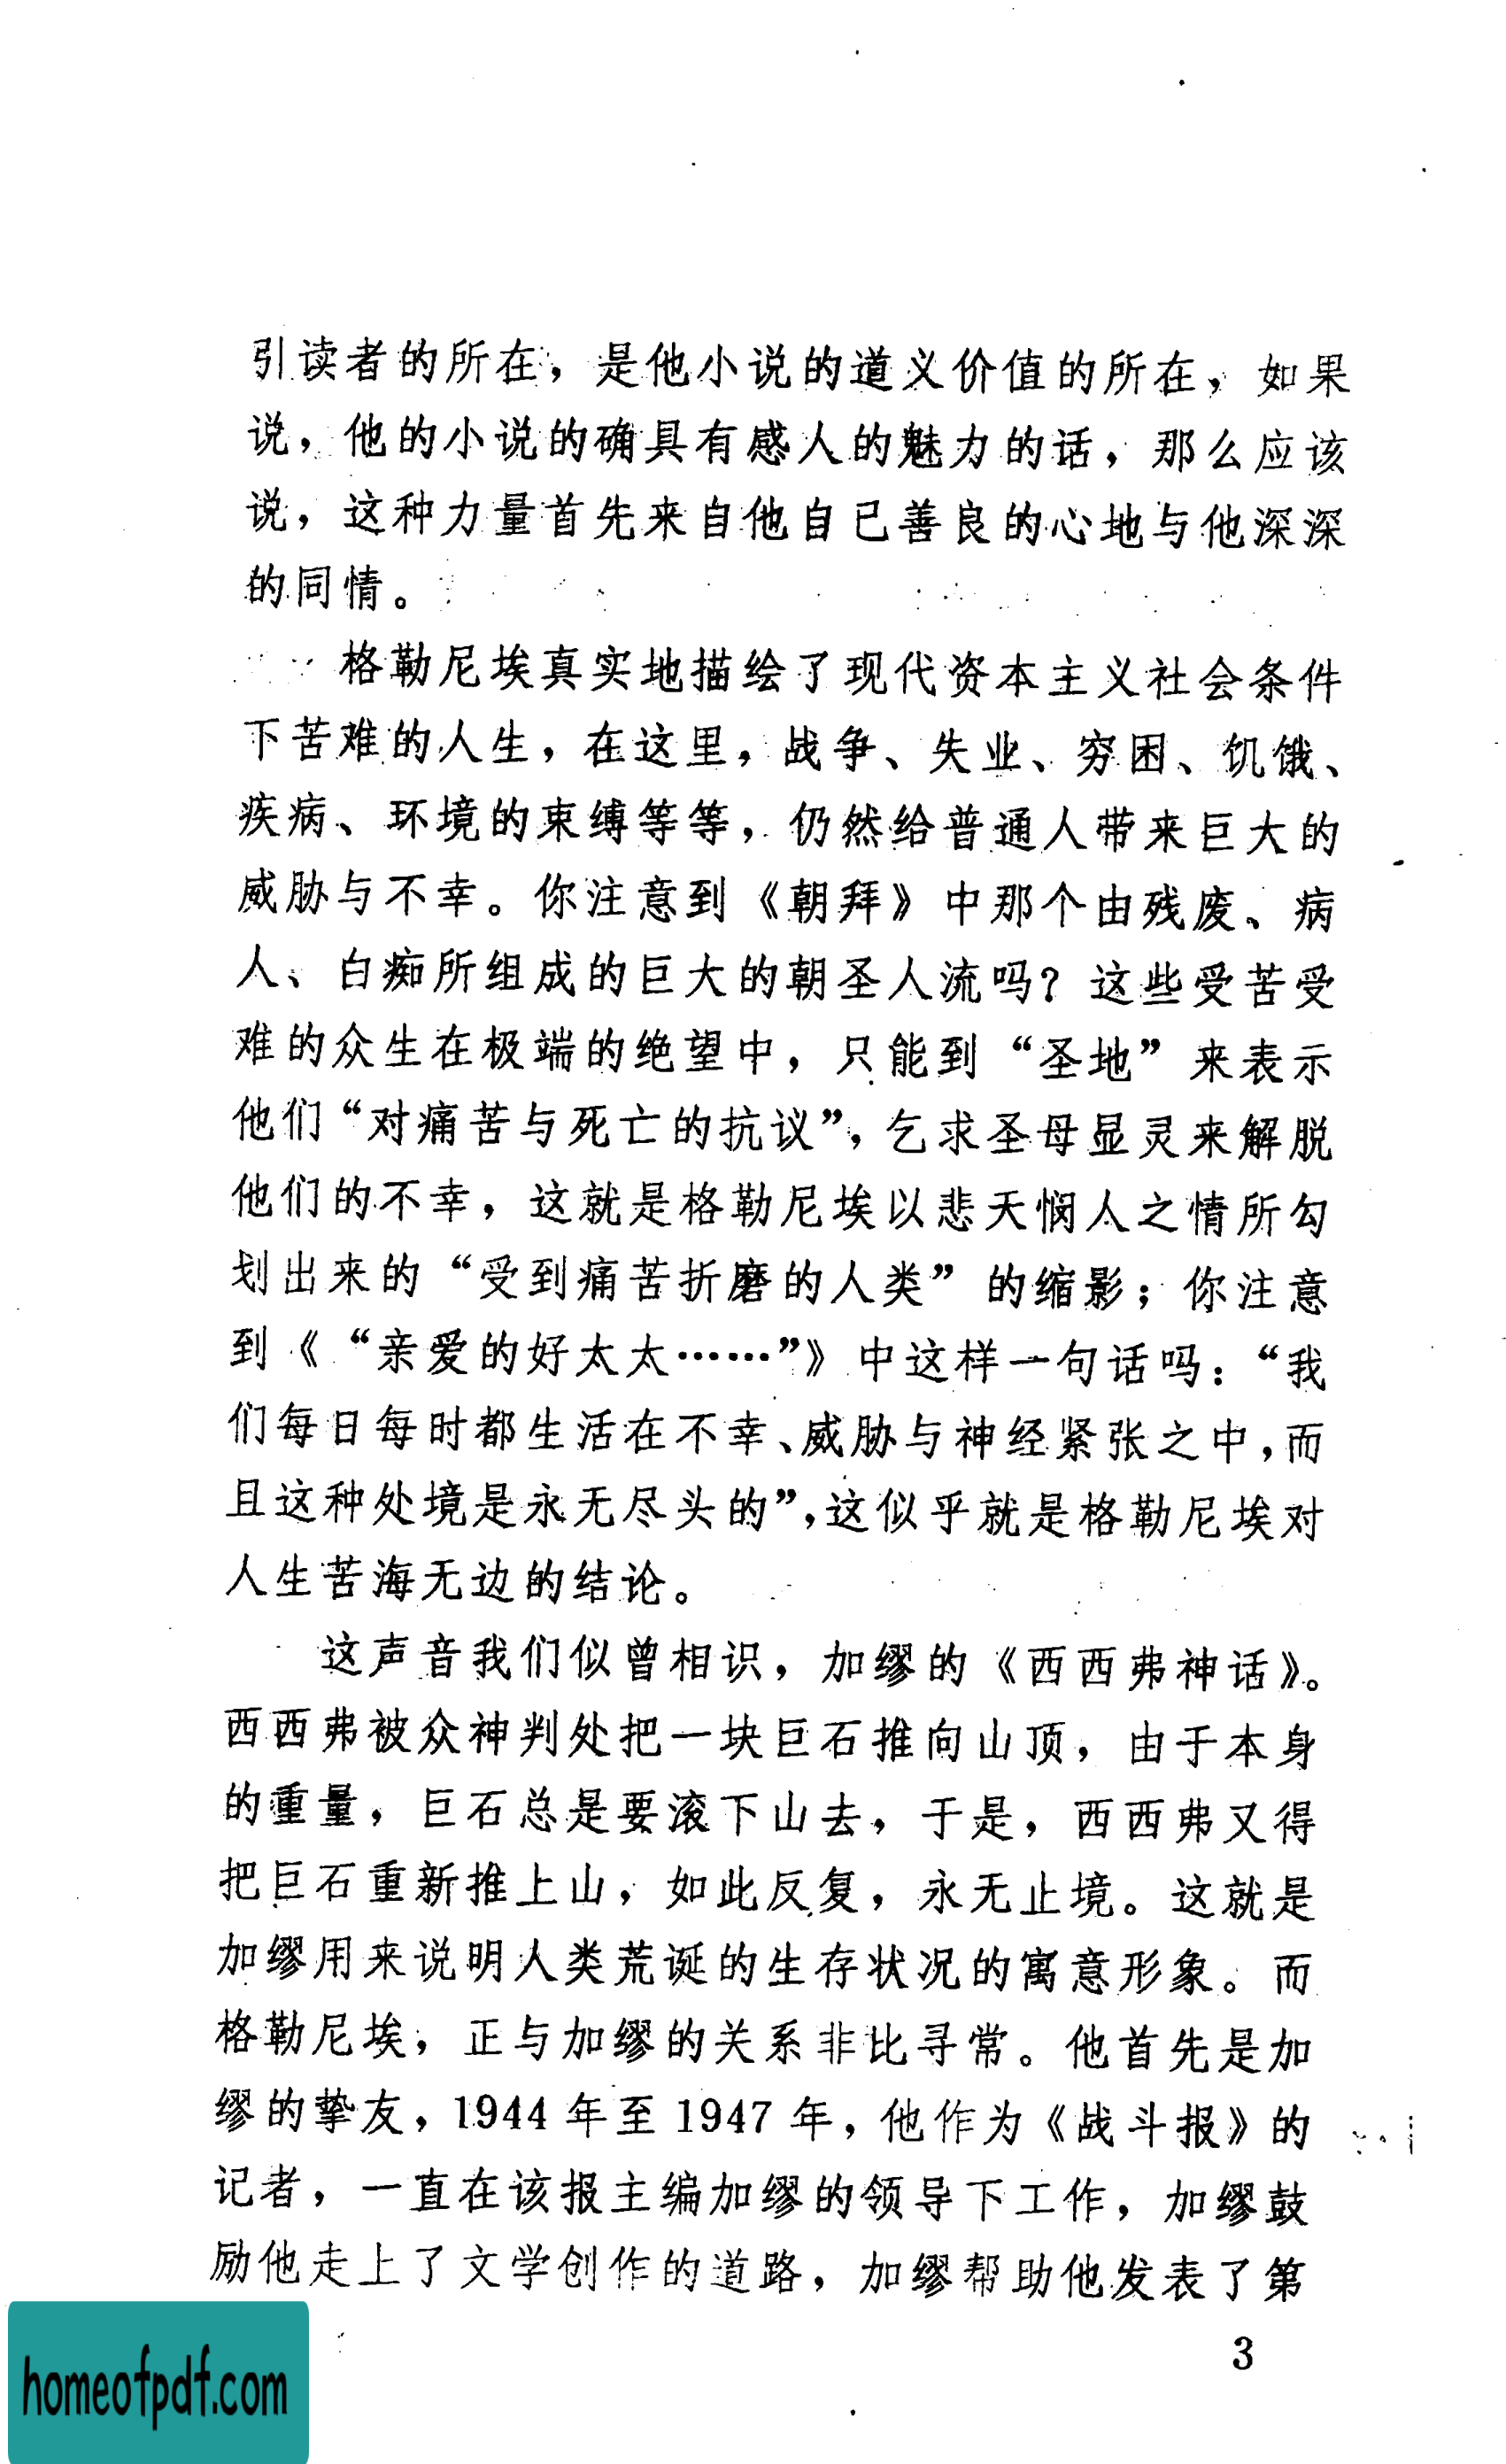 引读者的所在，是他小说的道义价值的所在，如果
说，他的小说的确具有感人的魅力的话，那么应该
说，这种力量首先来自他自己善良的心地与他深深
的同情。
格勒尼埃真实地描绘了现代资本主义社会条件
下苦难的人生，在这里，战争、失业、穷困、饥饿、
疾病、环境的束缚等等，仍然给普通人带来巨大的
威胁与不幸。你注意到《朝拜》中那个由残废、病
人、白痴所组成的巨大的朝圣人流吗？这些受苦受
难的众生在极端的绝望中，只能到“圣地”来表示
他们“对痛苦与死亡的抗议”，乞求圣母显灵来解脱
他们的不幸，这就是格勒尼埃以悲天悯人之情所勾
划出来的“受到痛苦折磨的人类”的缩影；你注意
到《“亲爱的好太太……”》中这样一句话吗：“我
们每日每时都生活在不幸、威胁与神经紧张之中，而
且这种处境是永无尽头的”，这似乎就是格勒尼埃对
人生苦海无边的结论。
这声音我们似曾相识，加缪的《西西弗神话》。
西西弗被众神判处把一块巨石推向山顶，由于本身
的重量，巨石总是要滚下山去，于是，西西弗又得
把巨石重新推上山，如此反复，永无止境。这就是
加缪用来说明人类荒诞的生存状况的寓意形象。而
格勒尼埃，正与加缪的关系非比寻常。他首先是加
缪的挚友，1944 年至 1947 年，他作为《战斗报》的
记者，一直在该报主编加缪的领导下工作，加缪鼓
励他走上了文学创作的道路，加缪帮助他发表了第
3
homeofpdf.com